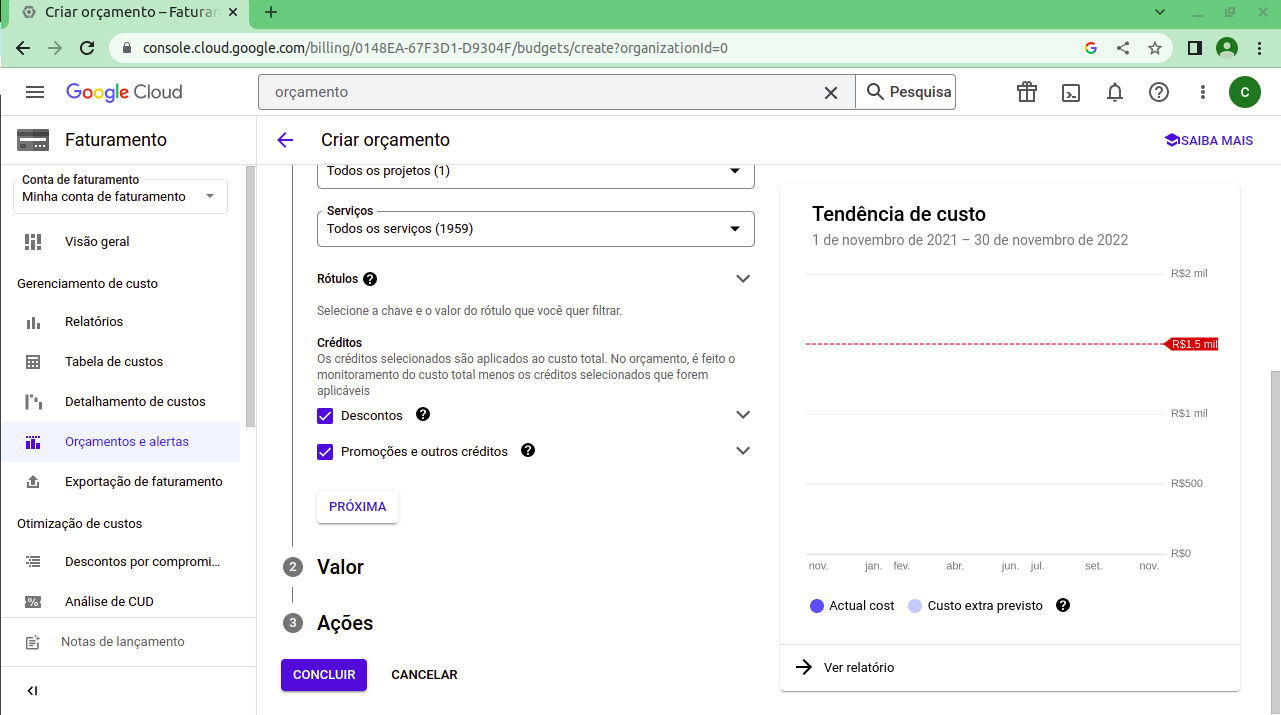 Criar orçamento – Faturan
console.cloud.google.com/billing/0148EA-67F3D1-D9304F/budgets/create?organizationId=0
Google Cloud
orçamento
Pesquisa
C
Faturamento
Criar orçamento
SAIBA MAIS
Conta de faturamento
Minha conta de faturamento
Visão geral
Gerenciamento de custo
Relatórios
Tabela de custos
Detalhamento de custos
Orçamentos e alertas
Exportação de faturamento
Otimização de custos
Descontos por compromi...
Análise de CUD
Notas de lançamento
Todos os projetos (1)
Serviços
Todos os serviços (1959)
Rótulos
Selecione a chave e o valor do rótulo que você quer filtrar.
Créditos
Os créditos selecionados são aplicados ao custo total. No orçamento, é feito o
monitoramento do custo total menos os créditos selecionados que forem
aplicáveis
Descontos
Promoções e outros créditos
PRÓXIMA
2 Valor
3 Ações
CONCLUIR CANCELAR
Tendência de custo
1 de novembro de 2021 – 30 de novembro de 2022
R$2 mil
R$1,5 mil
R$1 mil
R$500
R$0
nov. jan. fev. abr. jun. jul. set. nov.
Actual cost Custo extra previsto
Ver relatório